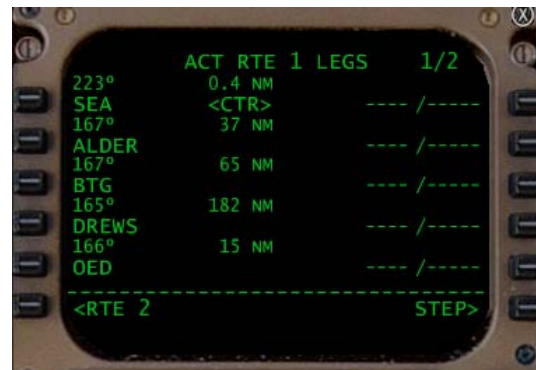 ACT RTE 1 LEGS 1/2
223° 0.4 NM
SEA <CTR> ---- /-----
167° 37 NM
ALDER ---- /-----
167° 65 NM
BTG ---- /-----
165° 182 NM
DREWS ---- /-----
166° 15 NM
OED ---- /-----
--------------------------------
<RTE 2 STEP>
X